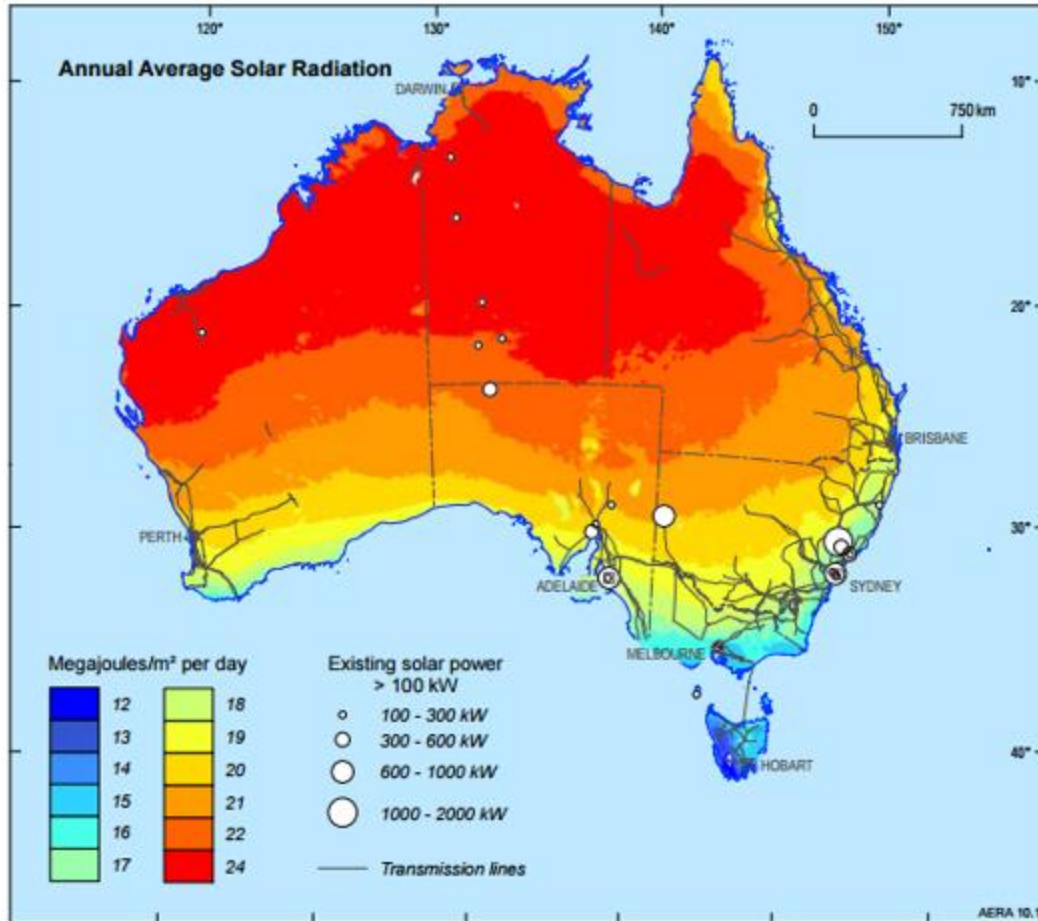 120°
130°
140°
150°
Annual Average Solar Radiation
DARWIN
10°
0 750 km
20°
BRISBANE
30°
PERTH
ADELAIDE
SYDNEY
MELBOURNE
Megajoules/m² per day
12
13
14
15
16
17
18
19
20
21
22
24
Existing solar power
> 100 kW
100 - 300 kW
300 - 600 kW
600 - 1000 kW
1000 - 2000 kW
Transmission lines
HOBART
40°
AERA 10.1